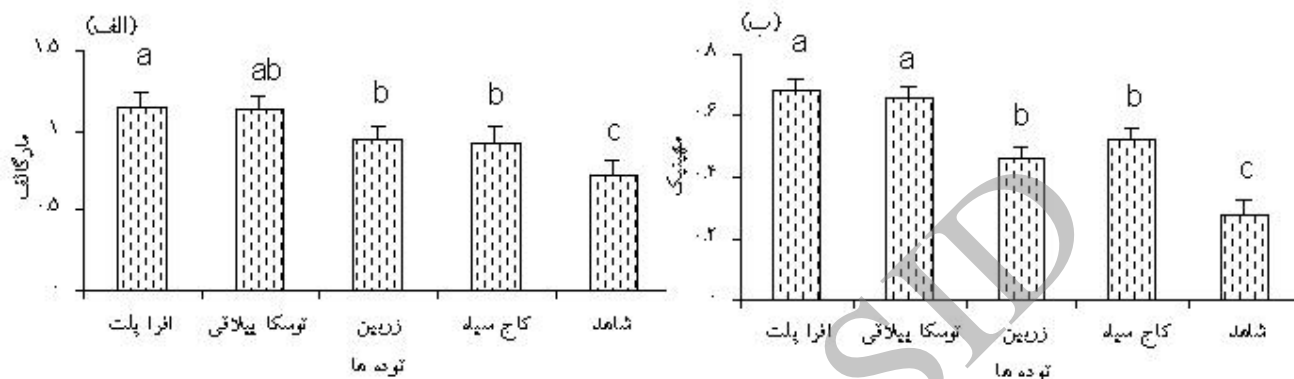 (الف)
۱.۵
۱
۰.۵
۰
مارگالف
a
ab
b
b
c
افرا پلت
توسکا ییلاقی
زربین
کاج سیاه
شاهد
توده ها
(ب)
۰.۸
۰.۶
۰.۴
۰.۲
۰
منهینیک
a
a
b
b
c
افرا پلت
توسکا ییلاقی
زربین
کاج سیاه
شاهد
توده ها
SID